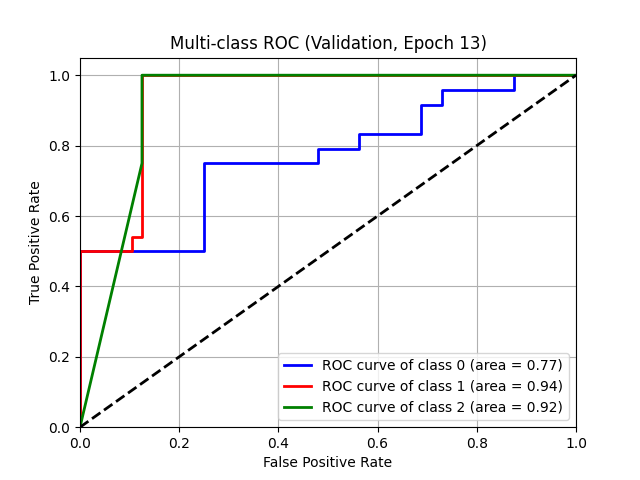 Multi-class ROC (Validation, Epoch 13)
1.0
0.8
0.6
0.4
0.2
0.0
True Positive Rate
ROC curve of class 0 (area = 0.77)
ROC curve of class 1 (area = 0.94)
ROC curve of class 2 (area = 0.92)
0.0 0.2 0.4 0.6 0.8 1.0
False Positive Rate